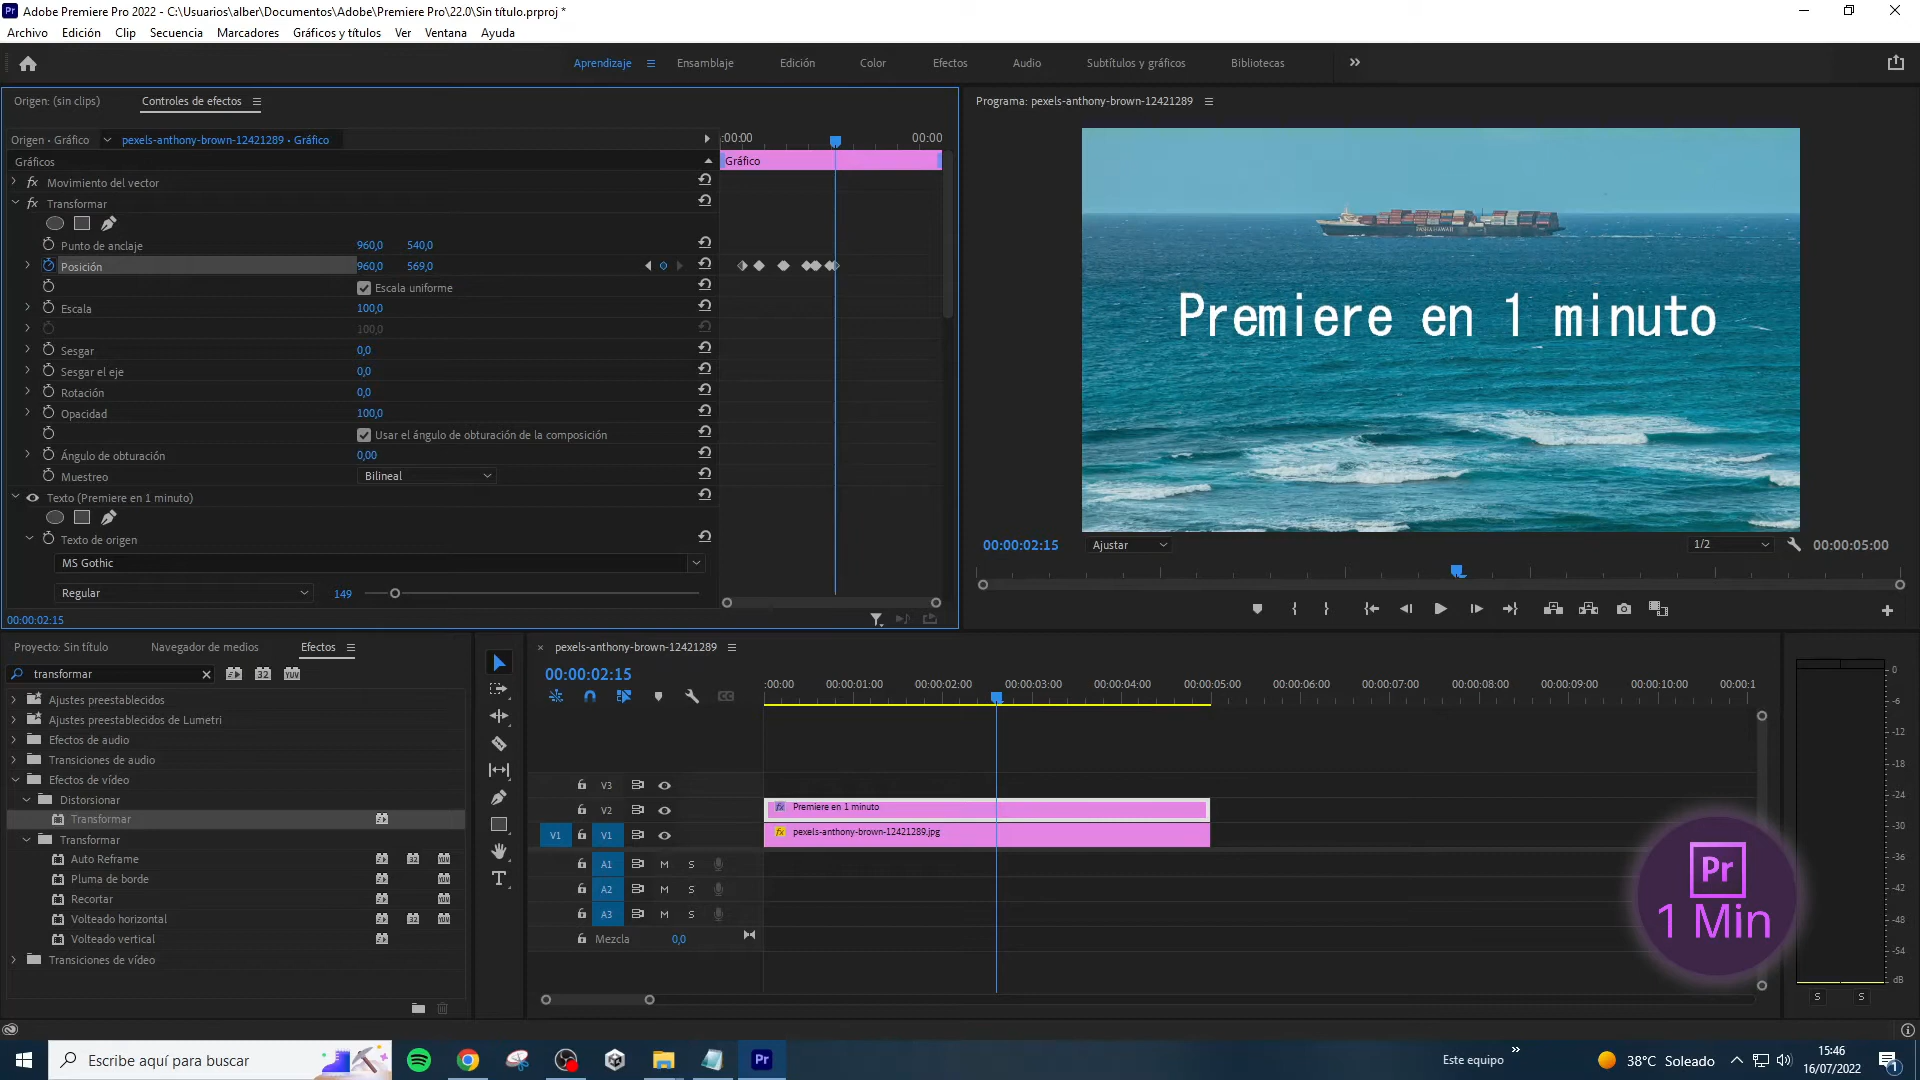 Adobe Premiere Pro 2022 - C:\Usuarios\alber\Documentos\Adobe\Premiere Pro\22.0\Sin título.prproj *
Archivo Edición Clip Secuencia Marcadores Gráficos y títulos Ver Ventana Ayuda
Aprendizaje Ensamblaje Edición Color Efectos Audio Subtítulos y gráficos Bibliotecas
Origen: (sin clips) Controles de efectos
Origen • Gráfico pexels-anthony-brown-12421289 • Gráfico
:00:00 00:00
Gráficos
Gráfico
fx Movimiento del vector
fx Transformar
Punto de anclaje 960,0 540,0
Posición 960,0 569,0
Escala uniforme
Escala 100,0
100,0
Sesgar 0,0
Sesgar el eje 0,0
Rotación 0,0
Opacidad 100,0
Usar el ángulo de obturación de la composición
Ángulo de obturación 0,00
Muestreo Bilineal
Texto (Premiere en 1 minuto)
Texto de origen
MS Gothic
Regular 149
00:00:02:15
Programa: pexels-anthony-brown-12421289
Premiere en 1 minuto
00:00:02:15 Ajustar 1/2 00:00:05:00
Proyecto: Sin título Navegador de medios Efectos
transformar
Ajustes preestablecidos
Ajustes preestablecidos de Lumetri
Efectos de audio
Transiciones de audio
Efectos de vídeo
Distorsionar
Transformar
Transformar
Auto Reframe
Pluma de borde
Recortar
Volteado horizontal
Volteado vertical
Transiciones de vídeo
pexels-anthony-brown-12421289
00:00:02:15
:00:00 00:00:01:00 00:00:02:00 00:00:03:00 00:00:04:00 00:00:05:00 00:00:06:00 00:00:07:00 00:00:08:00 00:00:09:00 00:00:10:00 00:00:1
V3
V2 fx Premiere en 1 minuto
V1 V1 fx pexels-anthony-brown-12421289.jpg
A1 M S
A2 M S
A3 M S
Mezcla 0,0
0
-6
-12
-18
-24
-30
-36
-42
-48
-54
dB
S S
Pr
1 Min
Escribe aquí para buscar
Pr
Este equipo
38°C Soleado
15:46
16/07/2022
1